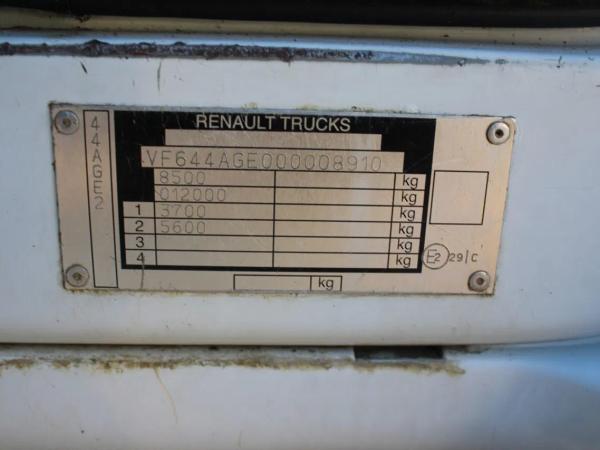 RENAULT TRUCKS
44AGE2
VF644AGE000008910
8500 kg
012000 kg
1 3700 kg
2 5600 kg
3 kg
4 kg
E2 29|C
kg